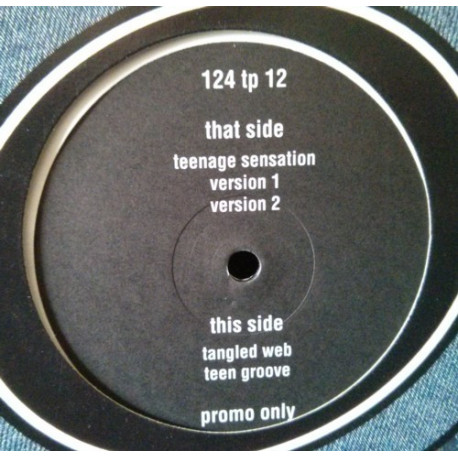 124 tp 12
that side
teenage sensation
version 1
version 2
this side
tangled web
teen groove
promo only